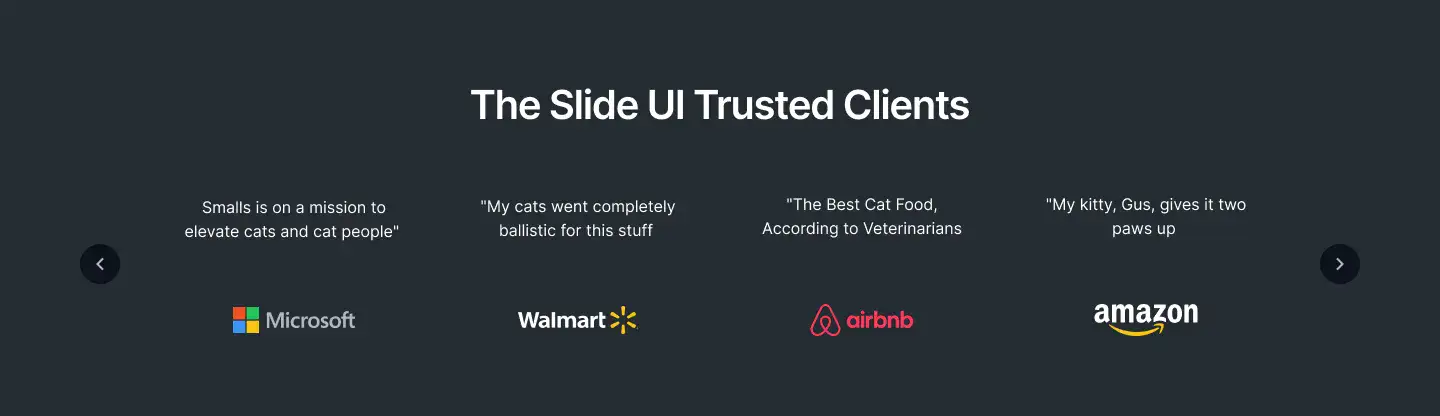 The Slide UI Trusted Clients
Smalls is on a mission to
elevate cats and cat people"
"My cats went completely
ballistic for this stuff
"The Best Cat Food,
According to Veterinarians
"My kitty, Gus, gives it two
paws up
Microsoft
Walmart
airbnb
amazon